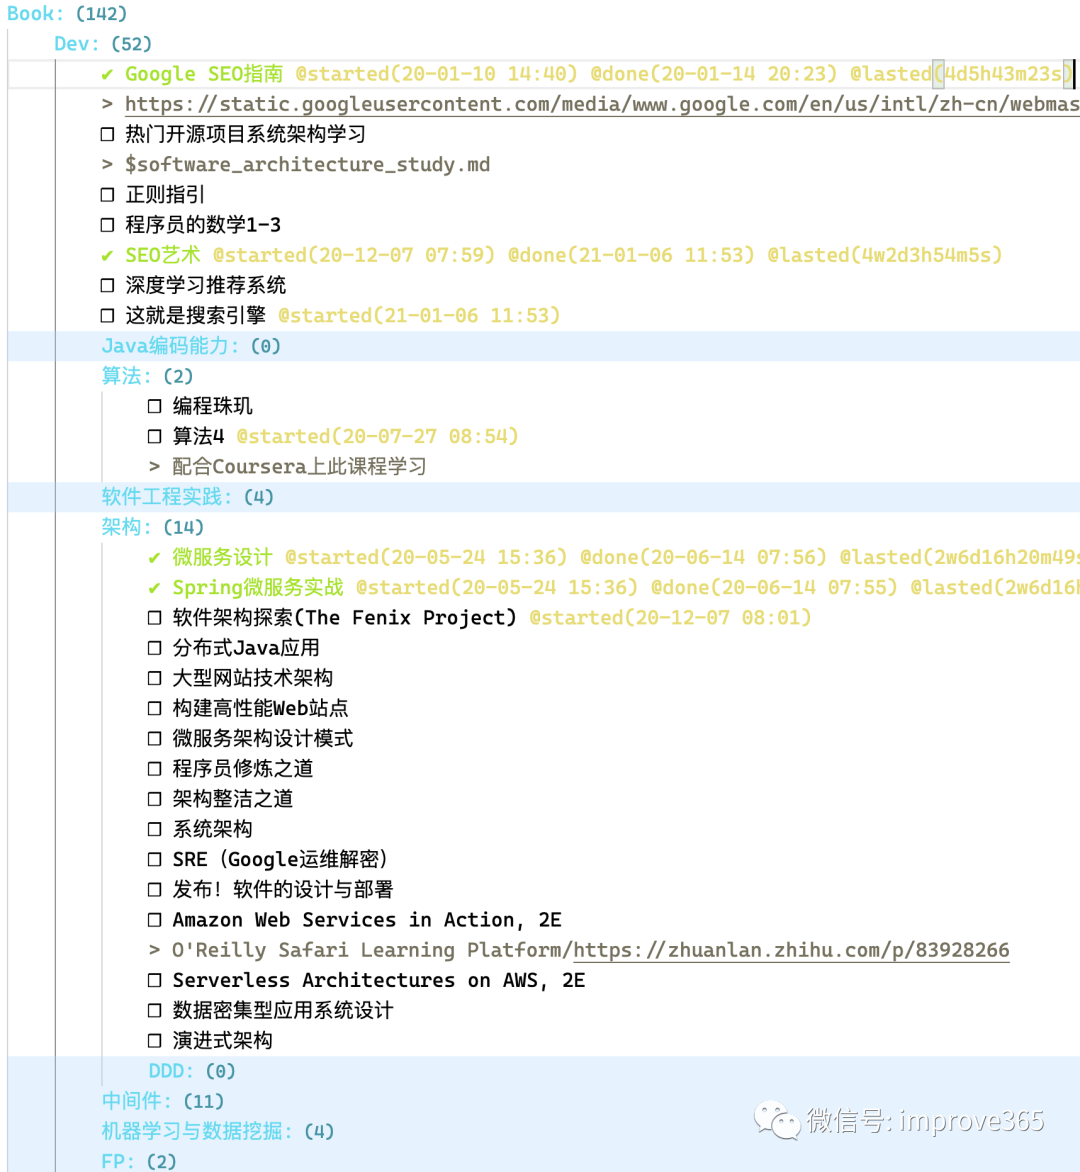 Book: (142)
Dev: (52)
✔ Google SEO指南 @started(20-01-10 14:40) @done(20-01-14 20:23) @lasted(4d5h43m23s)
> https://static.googleusercontent.com/media/www.google.com/en/us/intl/zh-cn/webmas
☐ 热门开源项目系统架构学习
> $software_architecture_study.md
☐ 正则指引
☐ 程序员的数学1-3
✔ SEO艺术 @started(20-12-07 07:59) @done(21-01-06 11:53) @lasted(4w2d3h54m5s)
☐ 深度学习推荐系统
☐ 这就是搜索引擎 @started(21-01-06 11:53)
Java编码能力: (0)
算法: (2)
☐ 编程珠玑
☐ 算法4 @started(20-07-27 08:54)
> 配合Coursera上此课程学习
软件工程实践: (4)
架构: (14)
✔ 微服务设计 @started(20-05-24 15:36) @done(20-06-14 07:56) @lasted(2w6d16h20m49s
✔ Spring微服务实战 @started(20-05-24 15:36) @done(20-06-14 07:55) @lasted(2w6d16h
☐ 软件架构探索(The Fenix Project) @started(20-12-07 08:01)
☐ 分布式Java应用
☐ 大型网站技术架构
☐ 构建高性能Web站点
☐ 微服务架构设计模式
☐ 程序员修炼之道
☐ 架构整洁之道
☐ 系统架构
☐ SRE（Google运维解密）
☐ 发布！软件的设计与部署
☐ Amazon Web Services in Action, 2E
> O'Reilly Safari Learning Platform/https://zhuanlan.zhihu.com/p/83928266
☐ Serverless Architectures on AWS, 2E
☐ 数据密集型应用系统设计
☐ 演进式架构
DDD: (0)
中间件: (11)
机器学习与数据挖掘: (4)
FP: (2)
微信号: improve365